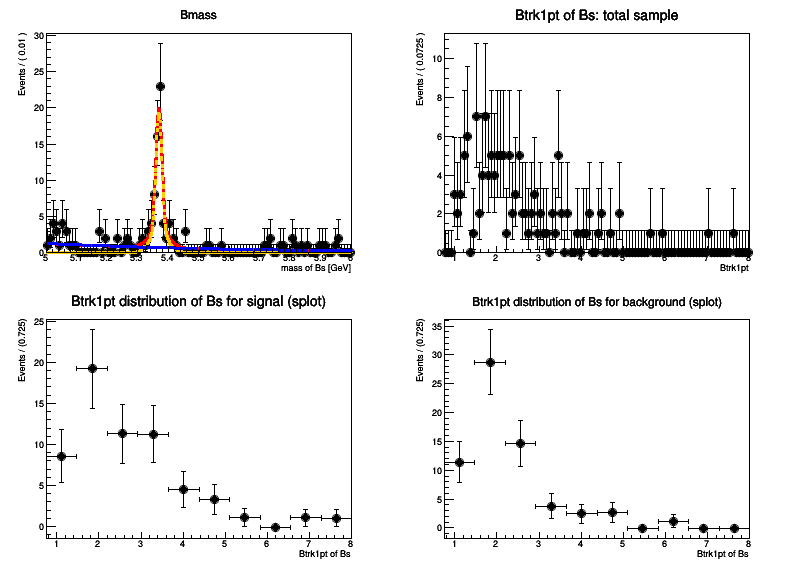 Bmass
Events / ( 0.01 )
30
25
20
15
10
5
0
5 5.1 5.2 5.3 5.4 5.5 5.6 5.7 5.8 5.9 6
mass of Bs [GeV]
Btrk1pt of Bs: total sample
Events / ( 0.0725 )
10
8
6
4
2
0
1 2 3 4 5 6 7 8
Btrk1pt
Btrk1pt distribution of Bs for signal (splot)
Events / (0.725)
25
20
15
10
5
0
1 2 3 4 5 6 7 8
Btrk1pt of Bs
Btrk1pt distribution of Bs for background (splot)
Events / (0.725)
35
30
25
20
15
10
5
0
1 2 3 4 5 6 7 8
Btrk1pt of Bs